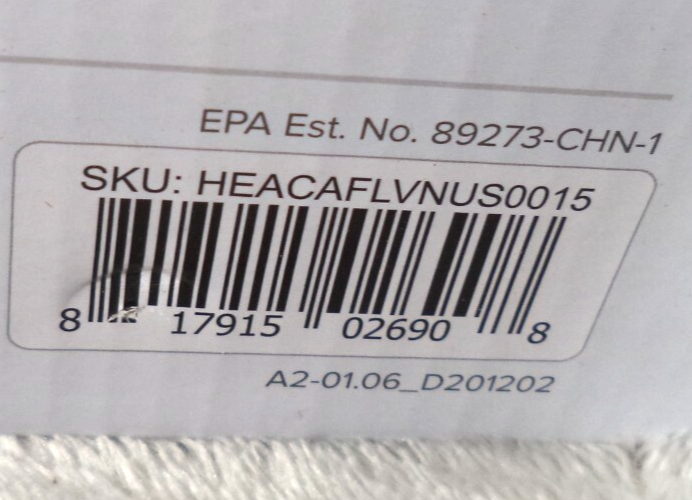 EPA Est. No. 89273-CHN-1
SKU: HEACAFLVNUS0015
8 17915 02690 8
A2-01.06_D201202